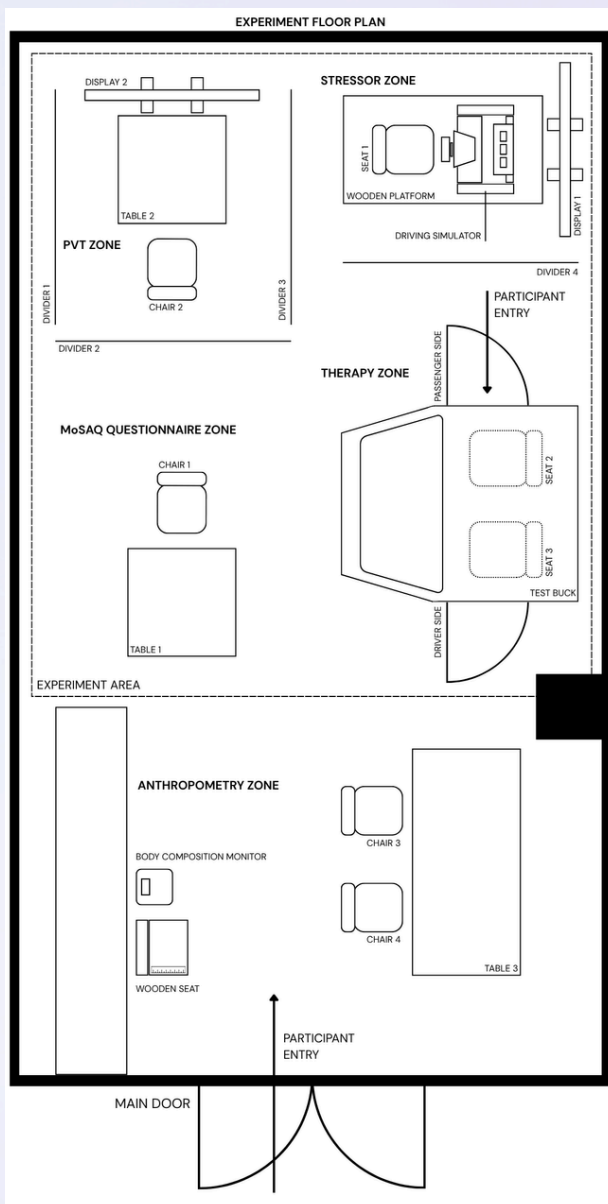 EXPERIMENT FLOOR PLAN
DISPLAY 2
TABLE 2
PVT ZONE
CHAIR 2
DIVIDER 1
DIVIDER 3
DIVIDER 2
STRESSOR ZONE
SEAT 1
WOODEN PLATFORM
DRIVING SIMULATOR
DISPLAY 1
DIVIDER 4
PARTICIPANT
ENTRY
THERAPY ZONE
PASSENGER SIDE
SEAT 2
SEAT 3
TEST BUCK
DRIVER SIDE
MoSAQ QUESTIONNAIRE ZONE
CHAIR 1
TABLE 1
EXPERIMENT AREA
ANTHROPOMETRY ZONE
BODY COMPOSITION MONITOR
WOODEN SEAT
CHAIR 3
CHAIR 4
TABLE 3
PARTICIPANT
ENTRY
MAIN DOOR